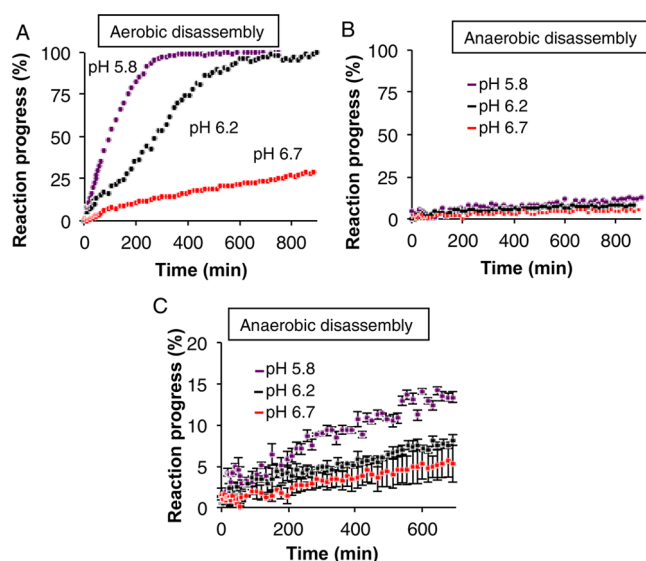 A
Aerobic disassembly
Reaction progress (%)
100
75
50
25
0
pH 5.8
pH 6.2
pH 6.7
0 200 400 600 800
Time (min)
B
Anaerobic disassembly
Reaction progress (%)
100
75
50
25
0
pH 5.8
pH 6.2
pH 6.7
0 200 400 600 800
Time (min)
C
Anaerobic disassembly
Reaction progress (%)
20
15
10
5
0
pH 5.8
pH 6.2
pH 6.7
0 200 400 600
Time (min)